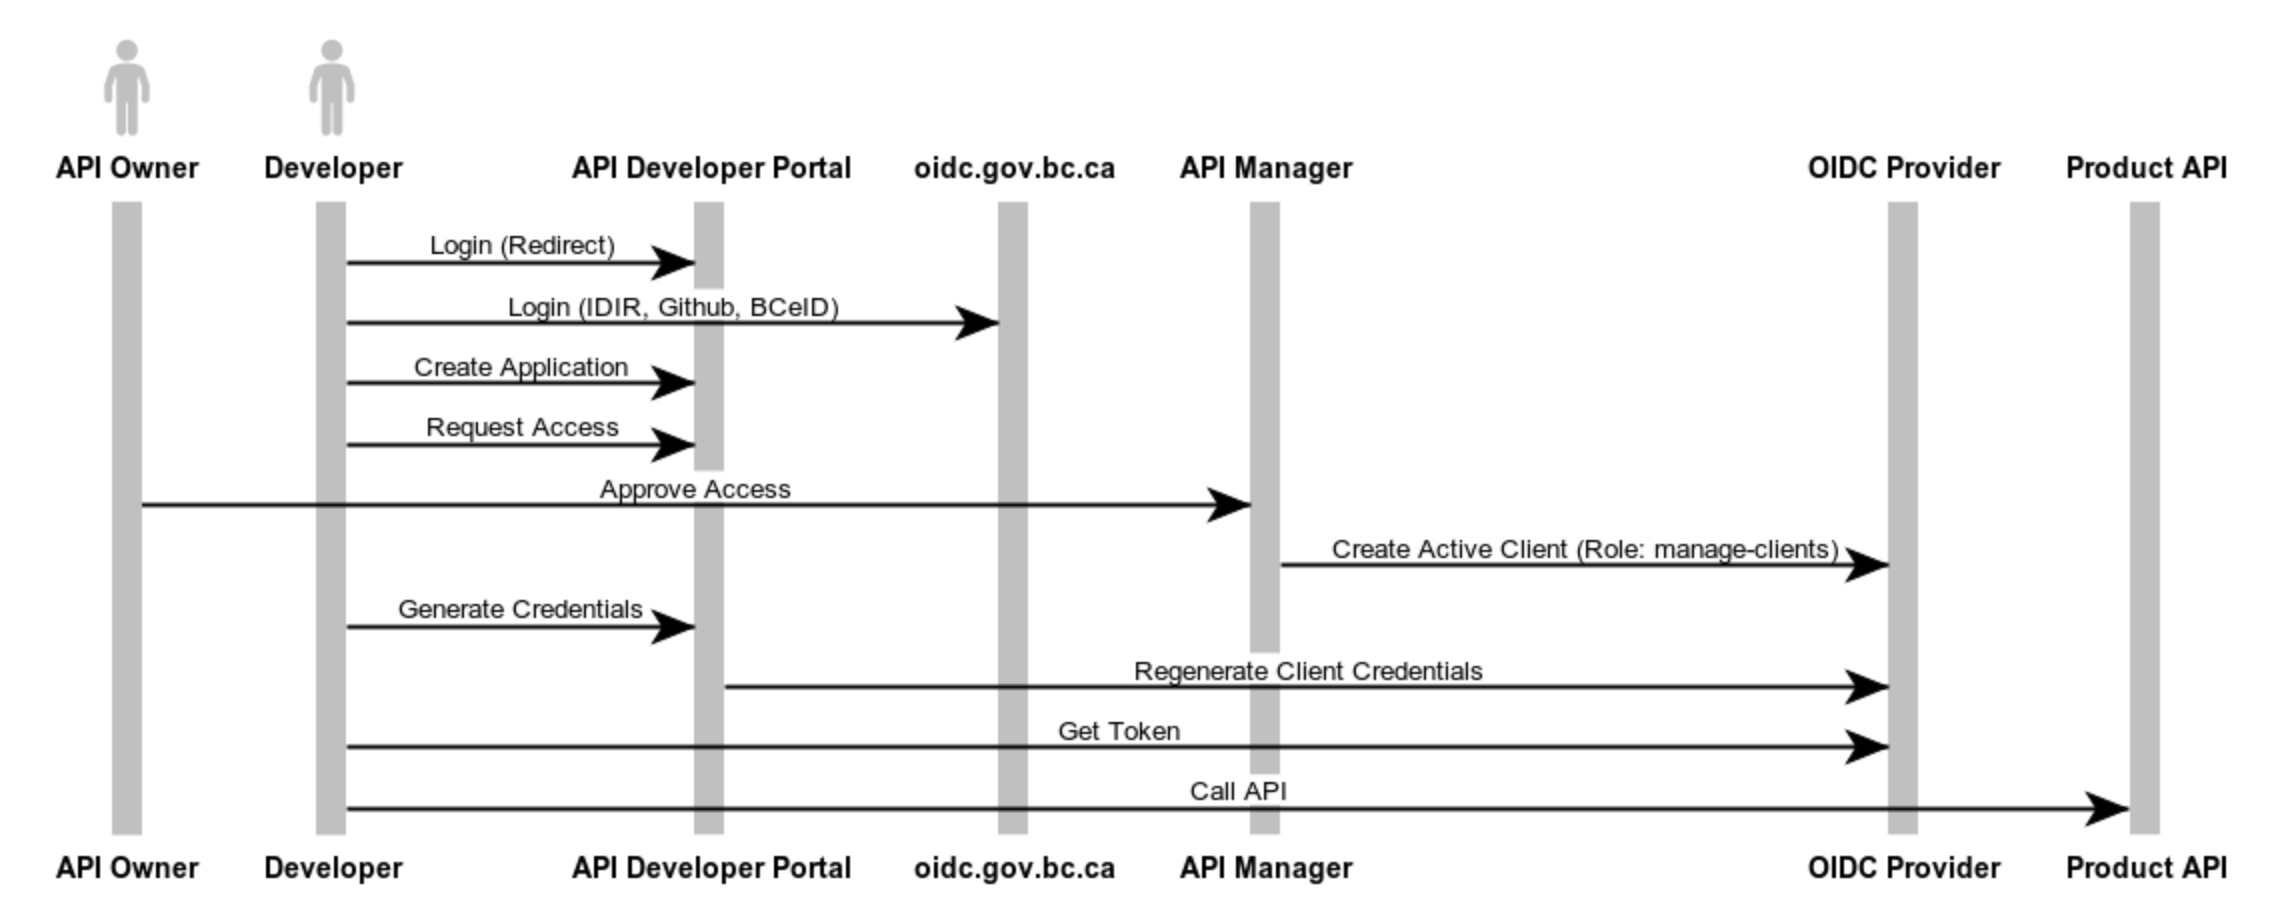 API Owner
Developer
API Developer Portal
oidc.gov.bc.ca
API Manager
OIDC Provider
Product API
Login (Redirect)
Login (IDIR, Github, BCeID)
Create Application
Request Access
Approve Access
Create Active Client (Role: manage-clients)
Generate Credentials
Regenerate Client Credentials
Get Token
Call API
API Owner
Developer
API Developer Portal
oidc.gov.bc.ca
API Manager
OIDC Provider
Product API